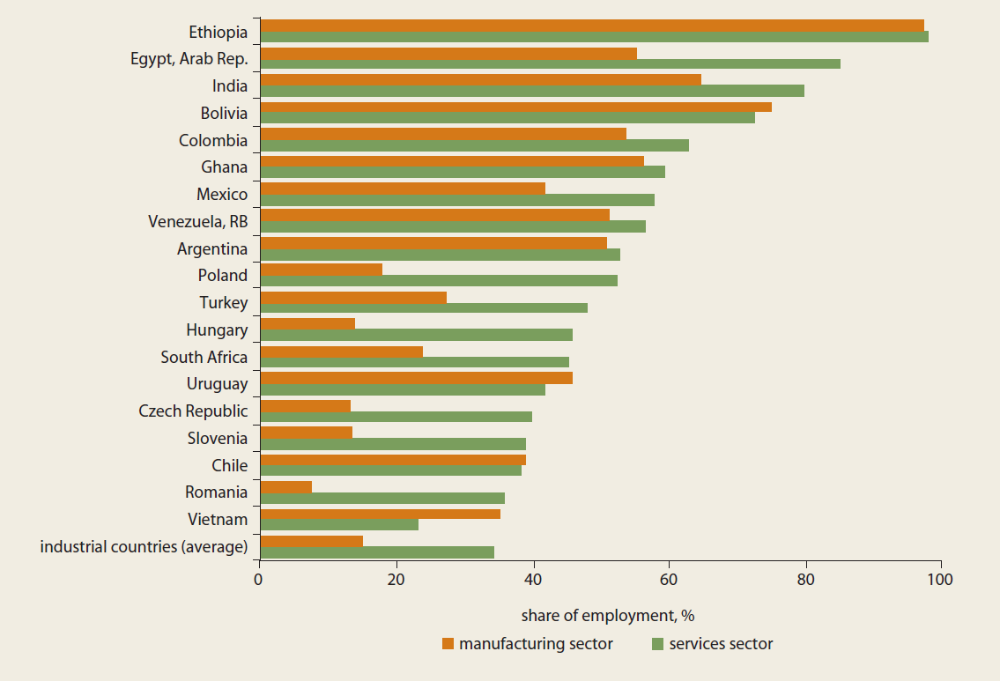 Ethiopia
Egypt, Arab Rep.
India
Bolivia
Colombia
Ghana
Mexico
Venezuela, RB
Argentina
Poland
Turkey
Hungary
South Africa
Uruguay
Czech Republic
Slovenia
Chile
Romania
Vietnam
industrial countries (average)
0 20 40 60 80 100
share of employment, %
manufacturing sector services sector